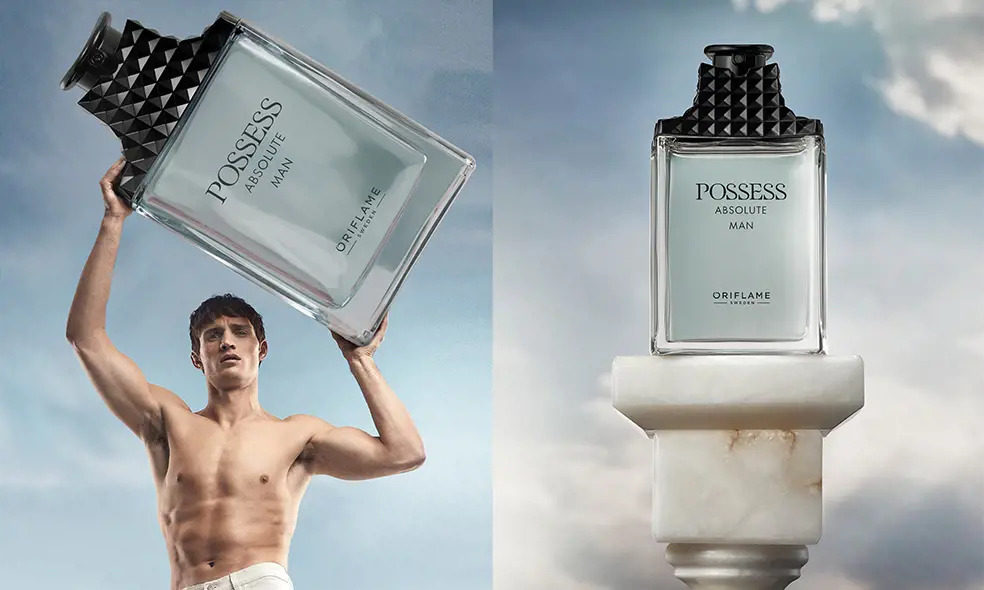 POSSESS
ABSOLUTE
MAN
ORIFLAME
SWEDEN
POSSESS
ABSOLUTE
MAN
ORIFLAME
SWEDEN